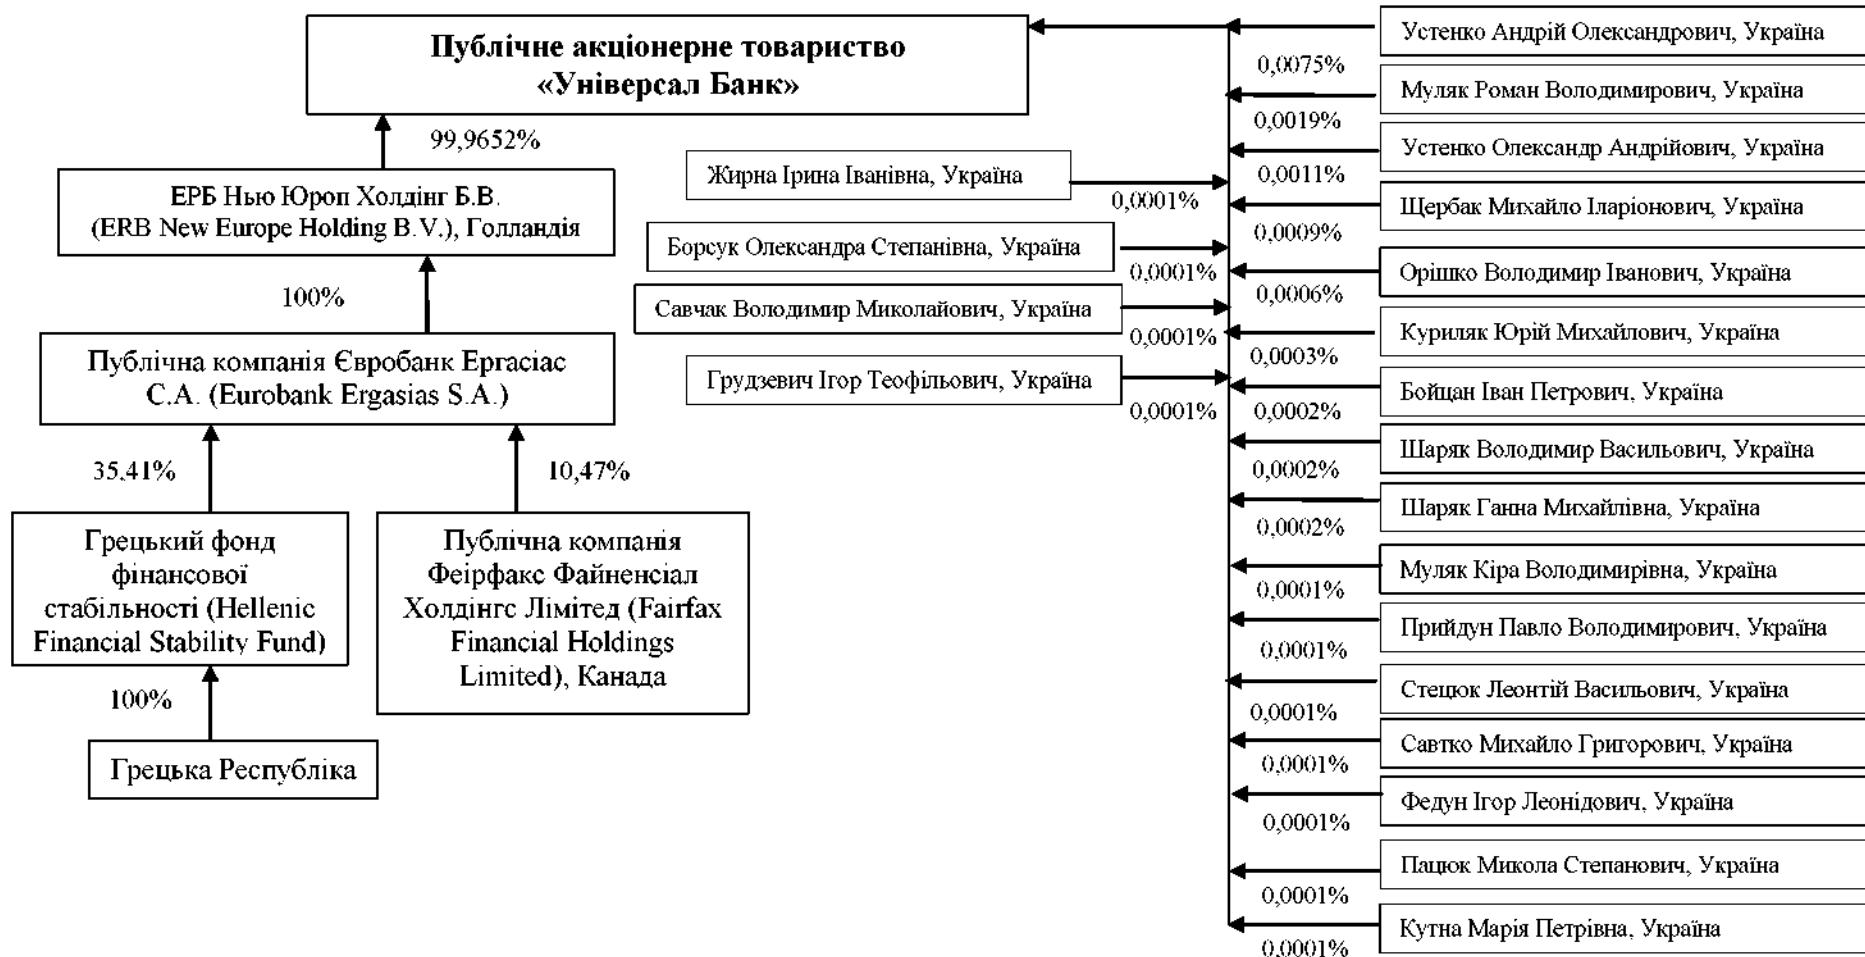 Публічне акціонерне товариство
«Універсал Банк»
99,9652%
ЕРБ Нью Юроп Холдінг Б.В.
(ERB New Europe Holding B.V.), Голландія
100%
Публічна компанія Євробанк Ергасіас
С.А. (Eurobank Ergasias S.A.)
35,41%
10,47%
Грецький фонд
фінансової
стабільності (Hellenic
Financial Stability Fund)
Публічна компанія
Феірфакс Файненсіал
Холдінгс Лімітед (Fairfax
Financial Holdings
Limited), Канада
100%
Грецька Республіка
Жирна Ірина Іванівна, Україна
0,0001%
Борсук Олександра Степанівна, Україна
0,0001%
Савчак Володимир Миколайович, Україна
0,0001%
Грудзевич Ігор Теофільович, Україна
0,0001%
Устенко Андрій Олександрович, Україна
0,0075%
Муляк Роман Володимирович, Україна
0,0019%
Устенко Олександр Андрійович, Україна
0,0011%
Щербак Михайло Іларіонович, Україна
0,0009%
Орішко Володимир Іванович, Україна
0,0006%
Куриляк Юрій Михайлович, Україна
0,0003%
Бойцан Іван Петрович, Україна
0,0002%
Шаряк Володимир Васильович, Україна
0,0002%
Шаряк Ганна Михайлівна, Україна
0,0002%
Муляк Кіра Володимирівна, Україна
0,0001%
Прийдун Павло Володимирович, Україна
0,0001%
Стецюк Леонтій Васильович, Україна
0,0001%
Савтко Михайло Григорович, Україна
0,0001%
Федун Ігор Леонідович, Україна
0,0001%
Пацюк Микола Степанович, Україна
0,0001%
Кутна Марія Петрівна, Україна
0,0001%